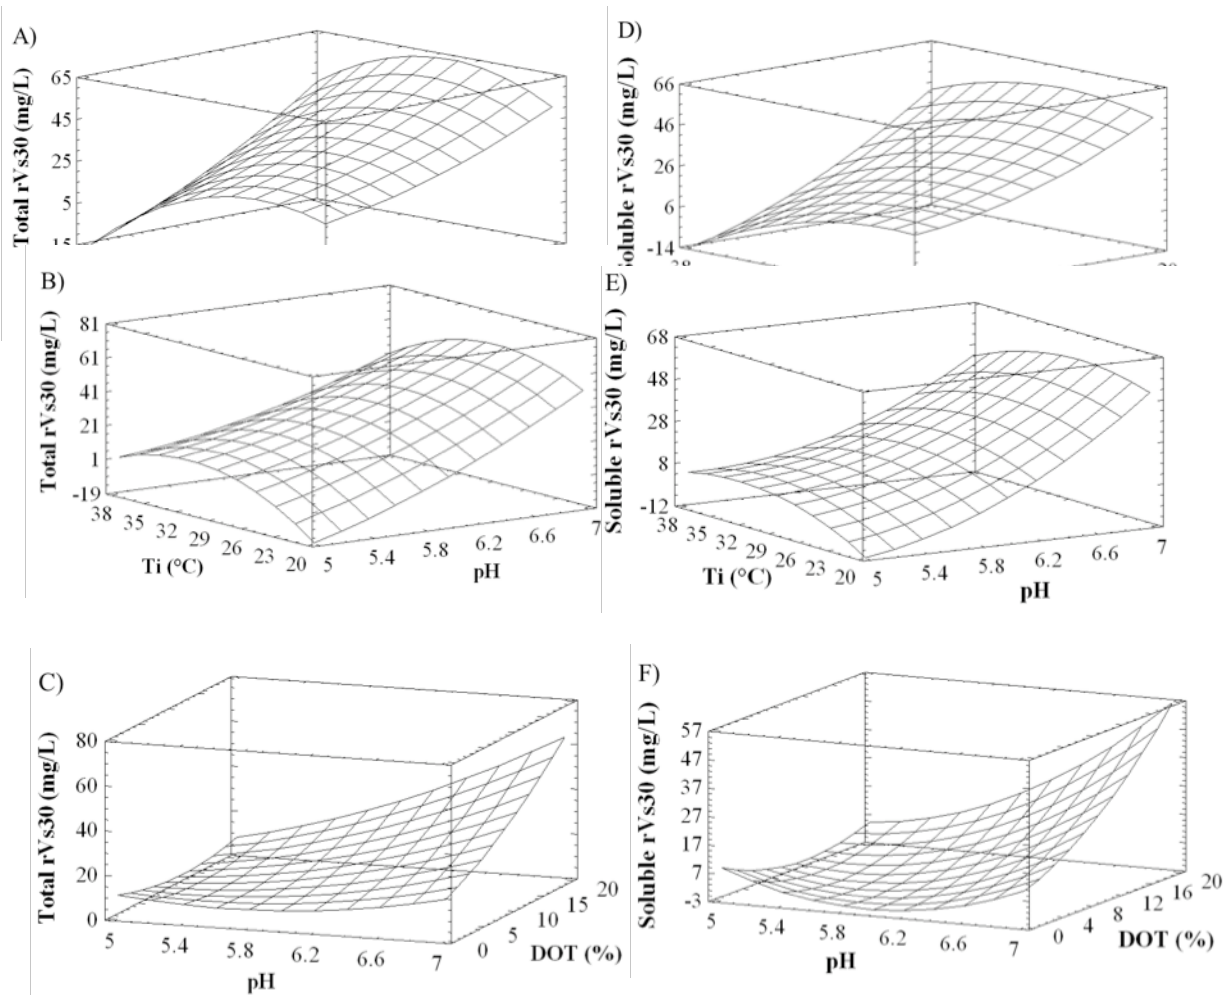 A)
Total rVs30 (mg/L)
65
45
25
5
D)
66
46
26
6
-14
B)
Total rVs30 (mg/L)
81
61
41
21
1
-19
38 35 32 29 26 23 20
Ti (°C)
5 5.4 5.8 6.2 6.6 7
pH
E)
Soluble rVs30 (mg/L)
68
48
28
8
-12
38 35 32 29 26 23 20
Ti (°C)
5 5.4 5.8 6.2 6.6 7
pH
C)
Total rVs30 (mg/L)
80
60
40
20
0
5 5.4 5.8 6.2 6.6 7
pH
0 5 10 15 20
DOT (%)
F)
Soluble rVs30 (mg/L)
57
47
37
27
17
7
-3
5 5.4 5.8 6.2 6.6 7
pH
0 4 8 12 16 20
DOT (%)